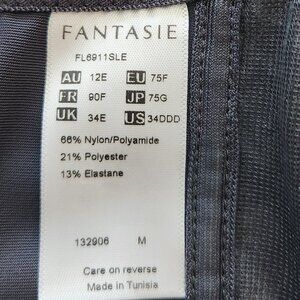 FANTASIE
FL6911SLE
AU 12E EU 75F
FR 90F JP 75G
UK 34E US 34DDD
66% Nylon/Polyamide
21% Polyester
13% Elastane
132906 M
Care on reverse
Made in Tunisia